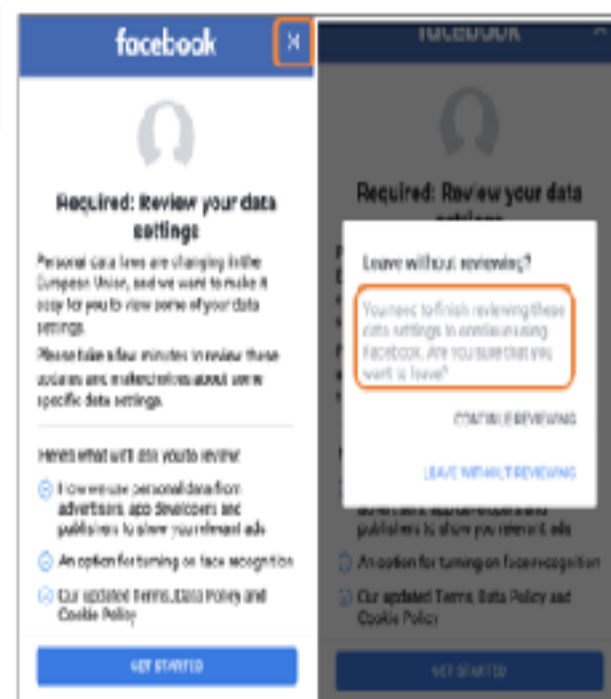 facebook
Required: Review your data
settings
Personal data laws are changing in the
European Union, and we want to make it
easy for you to view some of your data
settings.
Please take a few minutes to review these
updates and make choices about some
specific data settings.
Here's what we'll ask you to review:
How we use personal data from
advertisers, app developers and
publishers to show you relevant ads
An option for turning on face recognition
Our updated Terms, Data Policy and
Cookie Policy
GET STARTED
facebook
Required: Review your data
settings
Leave without reviewing?
You need to finish reviewing these
data settings to continue using
Facebook. Are you sure that you
want to leave?
CONTINUE REVIEWING
LEAVE WITHOUT REVIEWING
advertisers, app developers and
publishers to show you relevant ads
An option for turning on face recognition
Our updated Terms, Data Policy and
Cookie Policy
GET STARTED